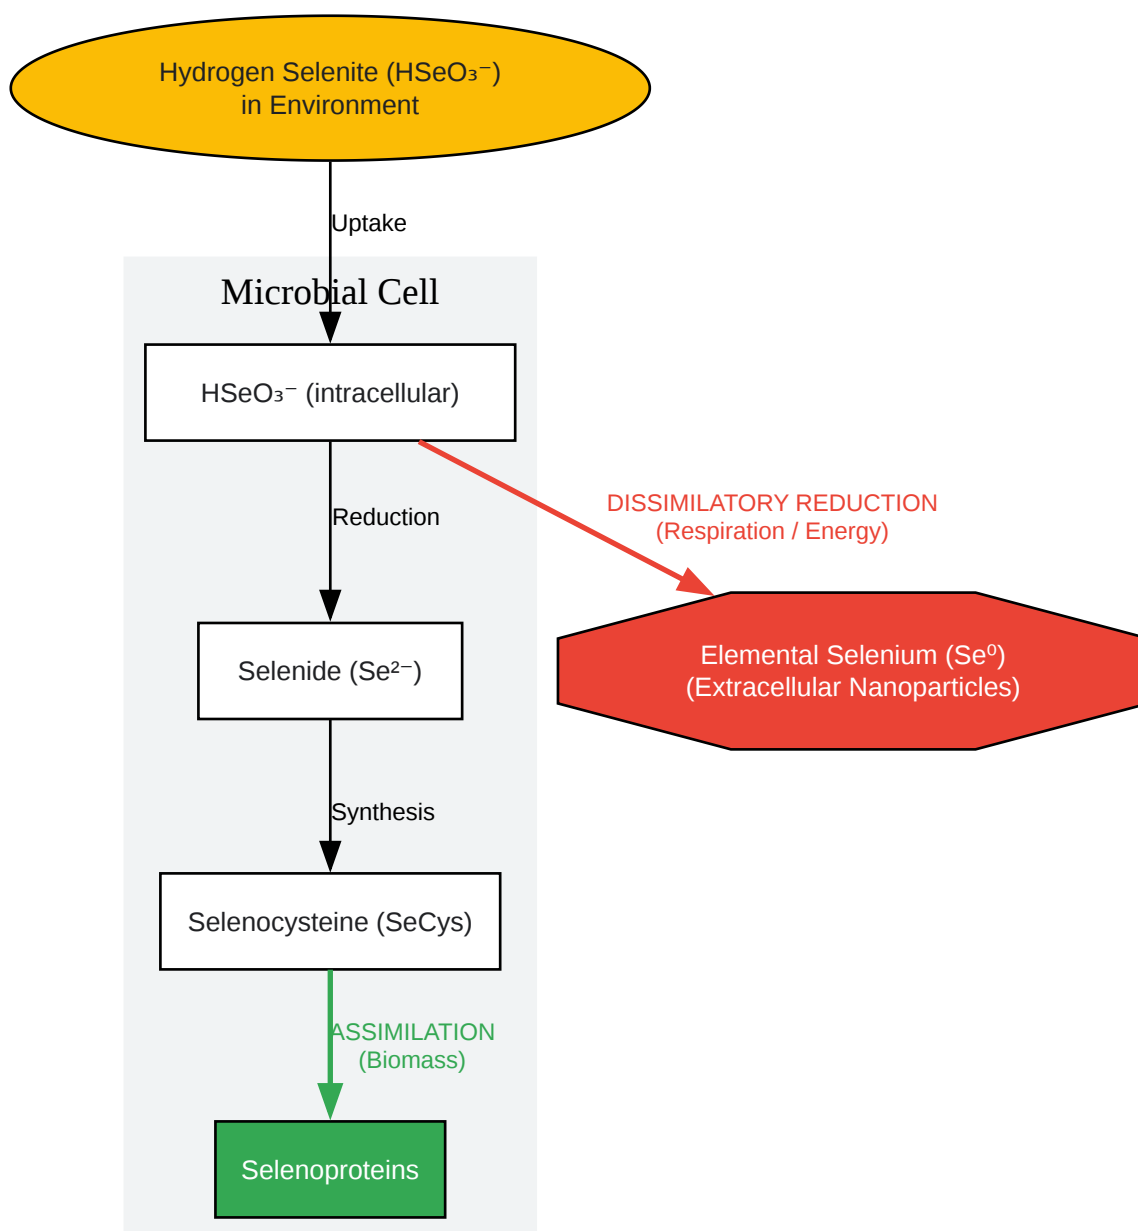 Hydrogen Selenite (HSeO₃⁻)
in Environment
Uptake
Microbial Cell
HSeO₃⁻ (intracellular)
DISSIMILATORY REDUCTION
(Respiration / Energy)
Reduction
Elemental Selenium (Se⁰)
(Extracellular Nanoparticles)
Selenide (Se²⁻)
Synthesis
Selenocysteine (SeCys)
ASSIMILATION
(Biomass)
Selenoproteins